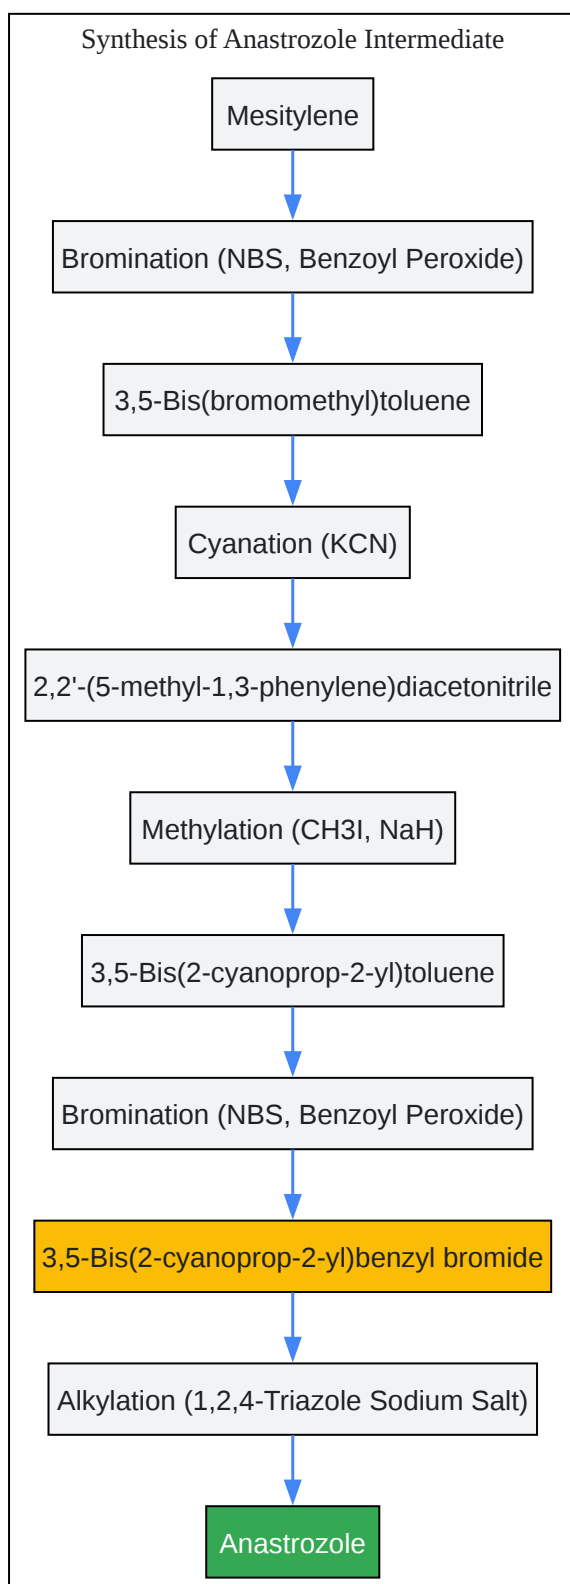 Synthesis of Anastrozole Intermediate
Mesitylene
Bromination (NBS, Benzoyl Peroxide)
3,5-Bis(bromomethyl)toluene
Cyanation (KCN)
2,2'-(5-methyl-1,3-phenylene)diacetonitrile
Methylation (CH3I, NaH)
3,5-Bis(2-cyanoprop-2-yl)toluene
Bromination (NBS, Benzoyl Peroxide)
3,5-Bis(2-cyanoprop-2-yl)benzyl bromide
Alkylation (1,2,4-Triazole Sodium Salt)
Anastrozole